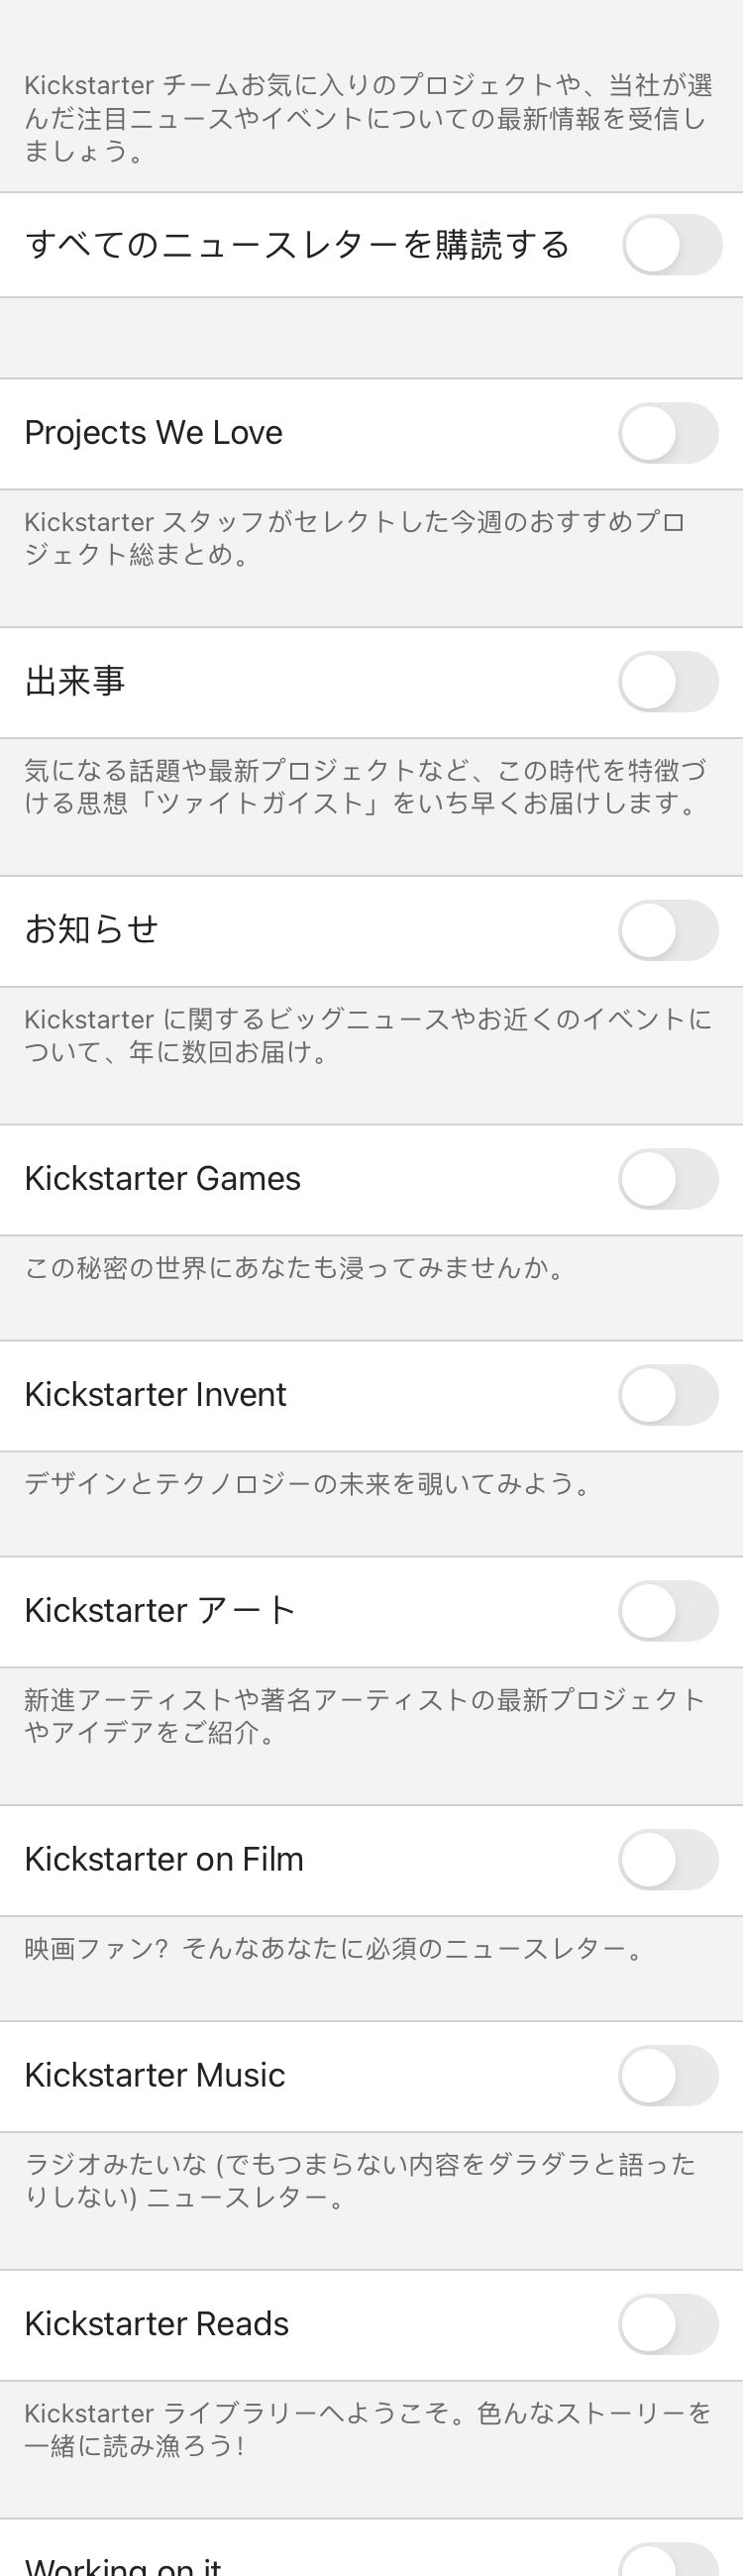 Kickstarter チームお気に入りのプロジェクトや、当社が選
んだ注目ニュースやイベントについての最新情報を受信し
ましょう。
すべてのニュースレターを購読する
Projects We Love
Kickstarter スタッフがセレクトした今週のおすすめプロ
ジェクト総まとめ。
出来事
気になる話題や最新プロジェクトなど、この時代を特徴づ
ける思想「ツァイトガイスト」をいち早くお届けします。
お知らせ
Kickstarter に関するビッグニュースやお近くのイベントに
ついて、年に数回お届け。
Kickstarter Games
この秘密の世界にあなたも浸ってみませんか。
Kickstarter Invent
デザインとテクノロジーの未来を覗いてみよう。
Kickstarter アート
新進アーティストや著名アーティストの最新プロジェクト
やアイデアをご紹介。
Kickstarter on Film
映画ファン？そんなあなたに必須のニュースレター。
Kickstarter Music
ラジオみたいな (でもつまらない内容をダラダラと語った
りしない) ニュースレター。
Kickstarter Reads
Kickstarter ライブラリーへようこそ。色んなストーリーを
一緒に読み漁ろう！
Working on it